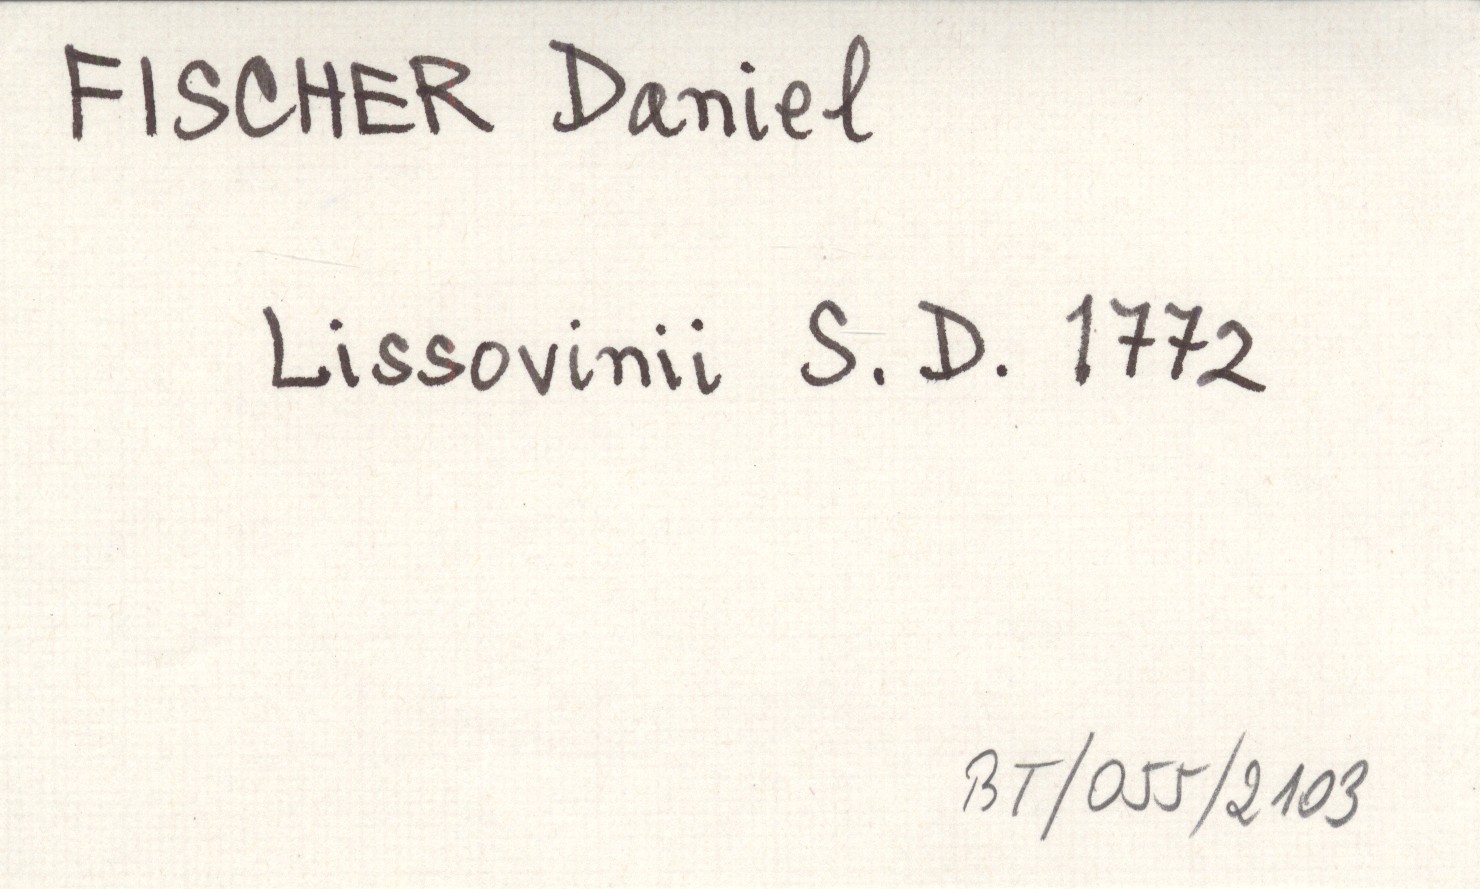 FISCHER Daniel
Lissovinii S. D. 1772
BT/055/2103